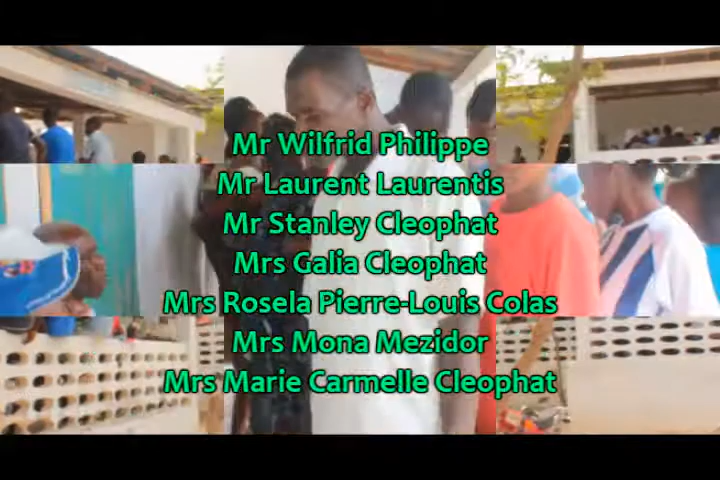 Mr Wilfrid Philippe
Mr Laurent Laurentis
Mr Stanley Cleophat
Mrs Galia Cleophat
Mrs Rosela Pierre-Louis Colas
Mrs Mona Mezidor
Mrs Marie Carmelle Cleophat